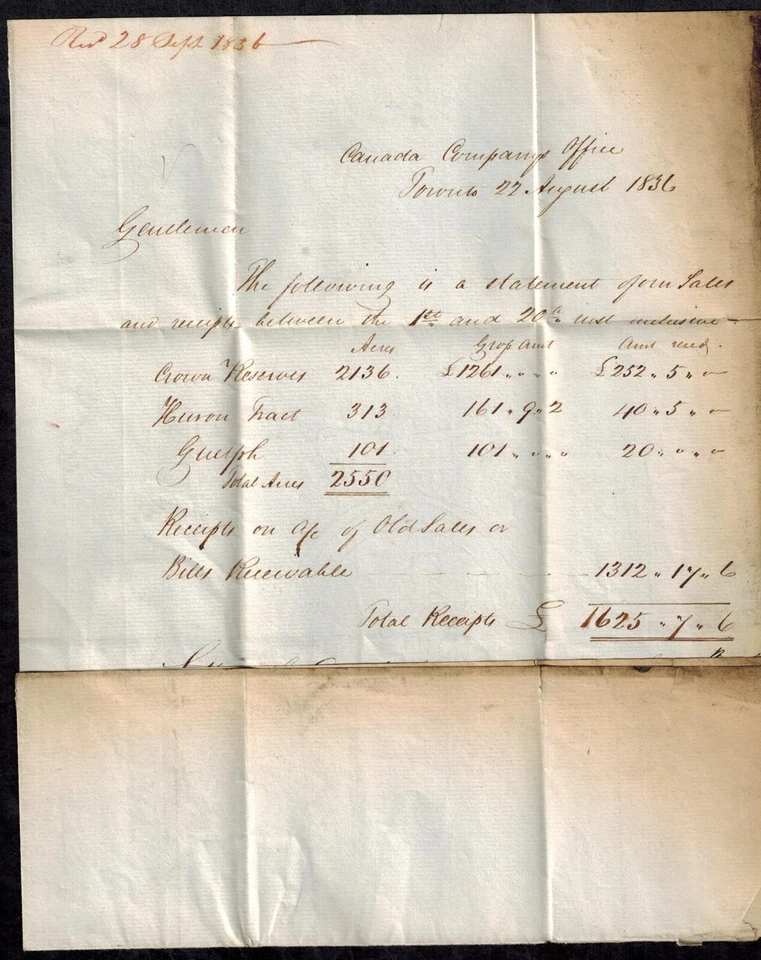 Recd 28 Sept 1836
Canada Companys Office
Toronto 22 August 1836
Gentlemen
The following is a statement of our Sales
and receipts between the 1st and 20th inst inclusive
Acres Gross Amt Amt recd.
Crown Reserves 2136. £1261 " " " " £252 " 5 " -
Huron Tract 313 161 " 9 " 2 40 " 5 " -
Guelph 101 101 " " " " 20 " " " -
Total Acres 2550
Receipts on a/c of Old Sales or
Bills Receivable 1312 " 17 " 6
Total Receipts £ 1625 " 7 " 6